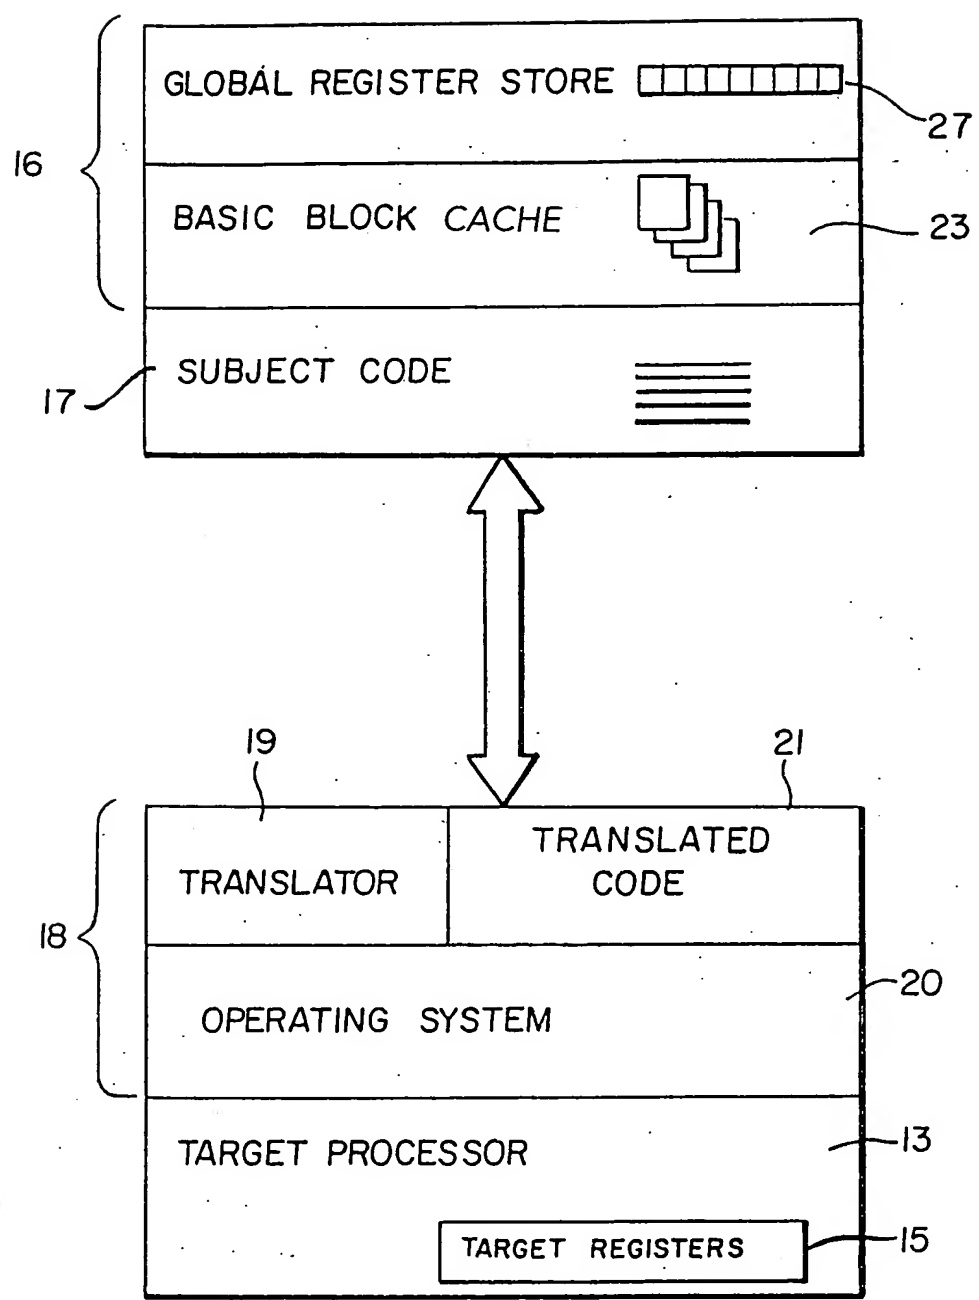 GLOBAL REGISTER STORE
27
16
BASIC BLOCK CACHE
23
SUBJECT CODE
17
19
21
TRANSLATED
CODE
TRANSLATOR
18
20
OPERATING SYSTEM
13
TARGET PROCESSOR
TARGET REGISTERS
15